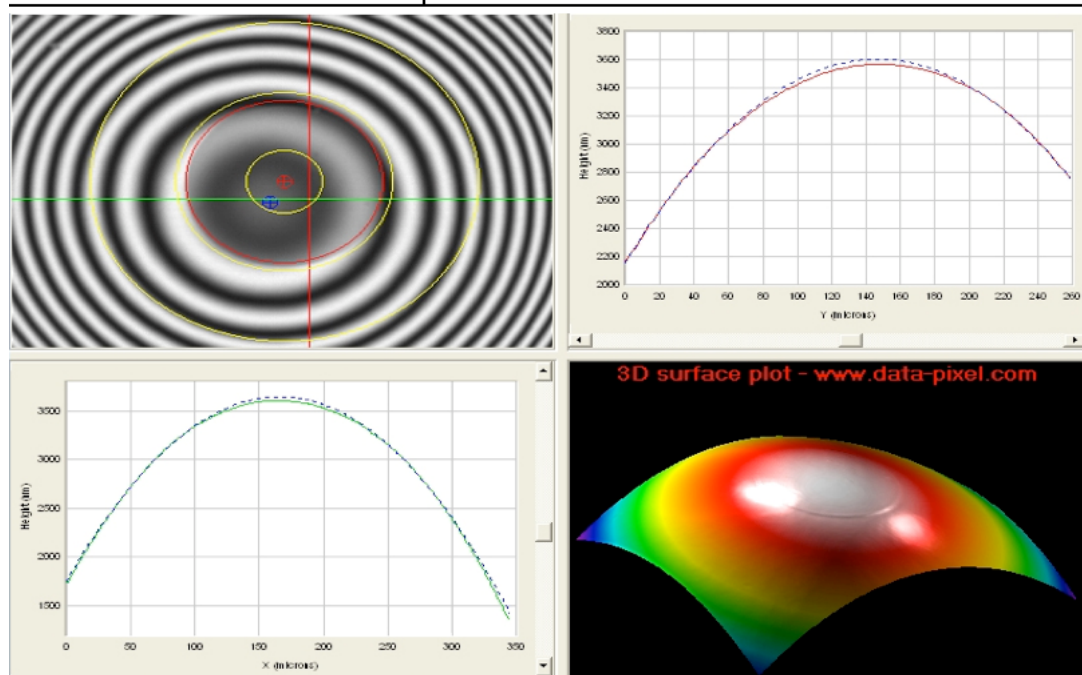 3800
3600
3400
3200
3000
2800
2600
2400
2200
2000
Height (nm)
0 20 40 60 80 100 120 140 160 180 200 220 240 260
Y (microns)
3500
3000
2500
2000
1500
Height (nm)
0 50 100 150 200 250 300 350
X (microns)
3D surface plot - www.data-pixel.com